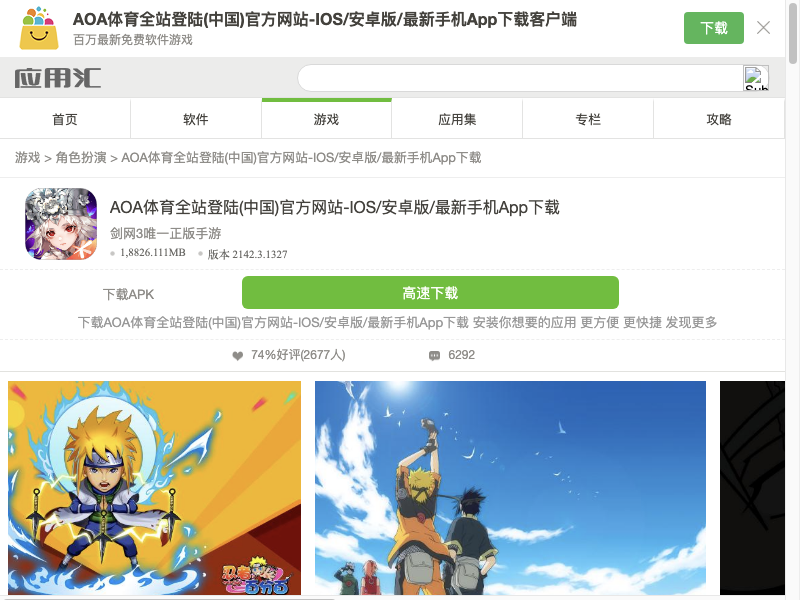 AOA体育全站登陆(中国)官方网站-IOS/安卓版/最新手机App下载客户端
百万最新免费软件游戏
下载
应用汇
Sub
首页 软件 游戏 应用集 专栏 攻略
游戏 > 角色扮演 > AOA体育全站登陆(中国)官方网站-IOS/安卓版/最新手机App下载
AOA体育全站登陆(中国)官方网站-IOS/安卓版/最新手机App下载
剑网3唯一正版手游
1,8826.111MB 版本 2142.3.1327
下载APK 高速下载
下载AOA体育全站登陆(中国)官方网站-IOS/安卓版/最新手机App下载 安装你想要的应用 更方便 更快捷 发现更多
74%好评(2677人) 6292
忍者
百分百